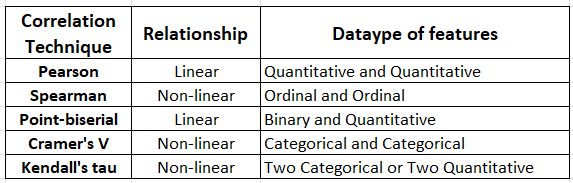 Correlation Technique Relationship Dataype of features
Pearson Linear Quantitative and Quantitative
Spearman Non-linear Ordinal and Ordinal
Point-biserial Linear Binary and Quantitative
Cramer's V Non-linear Categorical and Categorical
Kendall's tau Non-linear Two Categorical or Two Quantitative